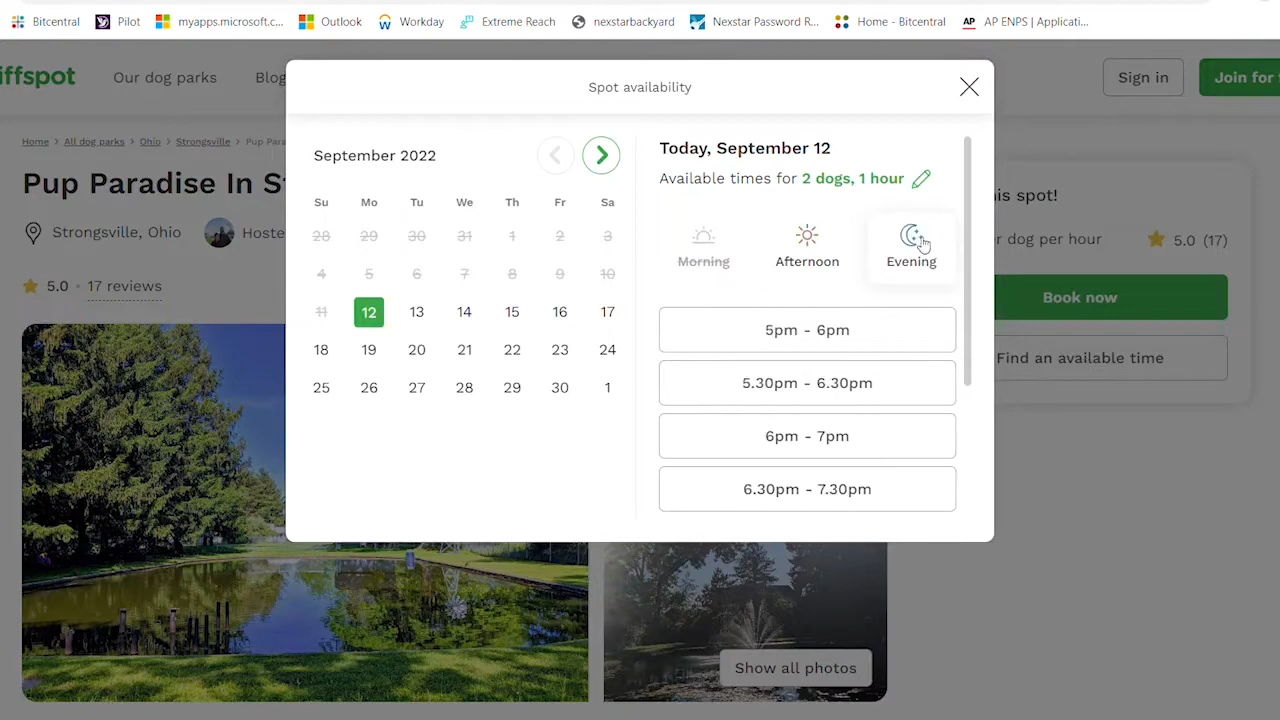 Bitcentral Pilot myapps.microsoft.c... Outlook Workday Extreme Reach nexstarbackyard Nexstar Password R... Home - Bitcentral AP AP ENPS | Applicati...
iffspot Our dog parks Blog Sign in Join for
Spot availability
Home > All dog parks > Ohio > Strongsville > Pup Para
Pup Paradise In S
Strongsville, Ohio Hoste
5.0 · 17 reviews
September 2022
Su Mo Tu We Th Fr Sa
28 29 30 31 1 2 3
4 5 6 7 8 9 10
11 12 13 14 15 16 17
18 19 20 21 22 23 24
25 26 27 28 29 30 1
Today, September 12
Available times for 2 dogs, 1 hour
Morning Afternoon Evening
5pm - 6pm
5.30pm - 6.30pm
6pm - 7pm
6.30pm - 7.30pm
is spot!
r dog per hour 5.0 (17)
Book now
Find an available time
Show all photos